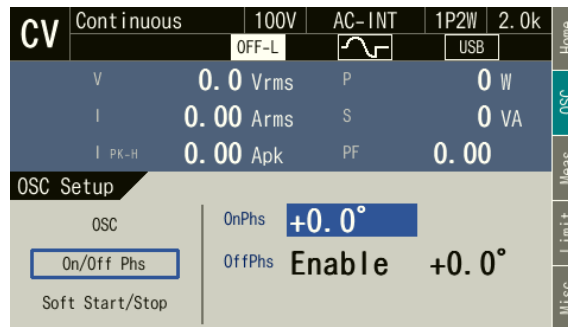 CV Continuous 100V AC-INT 1P2W 2.0k
OFF-L USB
V 0.0 Vrms P 0 W
I 0.00 Arms S 0 VA
I PK-H 0.00 Apk PF 0.00
OSC Setup
OSC OnPhs +0.0°
On/Off Phs OffPhs Enable +0.0°
Soft Start/Stop
Home
OSC
Meas
Limit
Misc